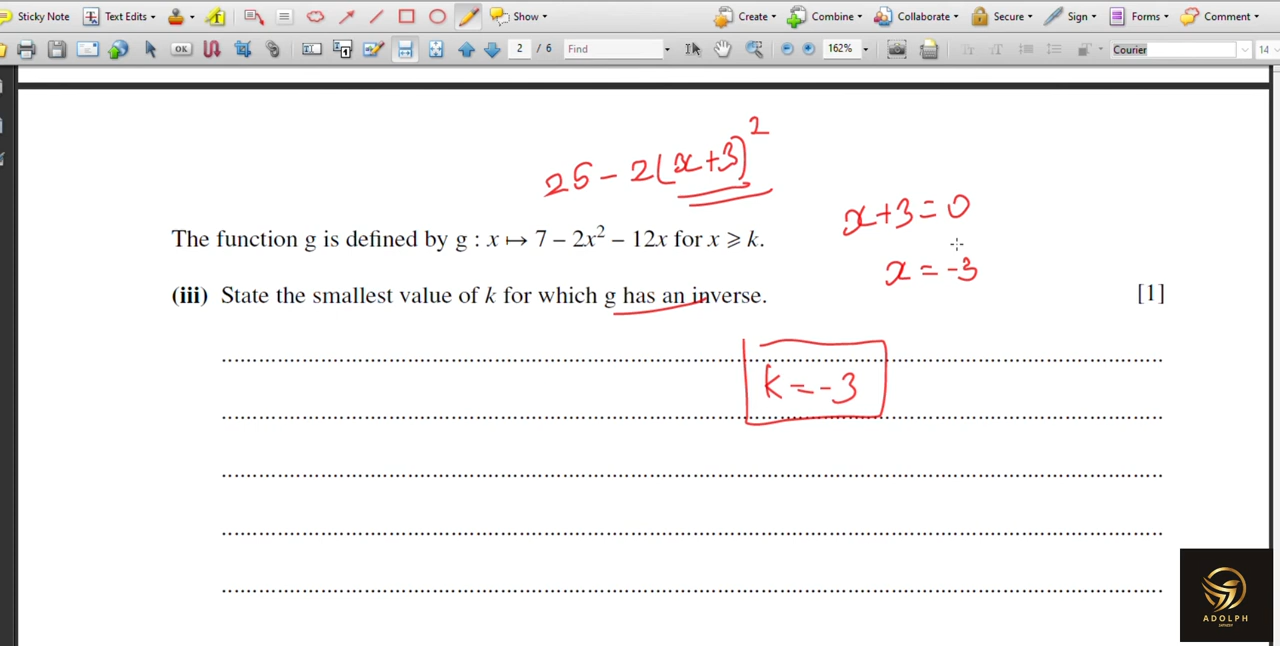 Sticky Note Text Edits Show Create Combine Collaborate Secure Sign Forms Comment
OK 2 / 6 Find 162% Tr T Courier 14
25 - 2(x+3)²
x+3 = 0
The function g is defined by g : x ↦ 7 – 2x² – 12x for x ⩾ k.
x = -3
(iii) State the smallest value of k for which g has an inverse. [1]
k = -3
ADOLPH